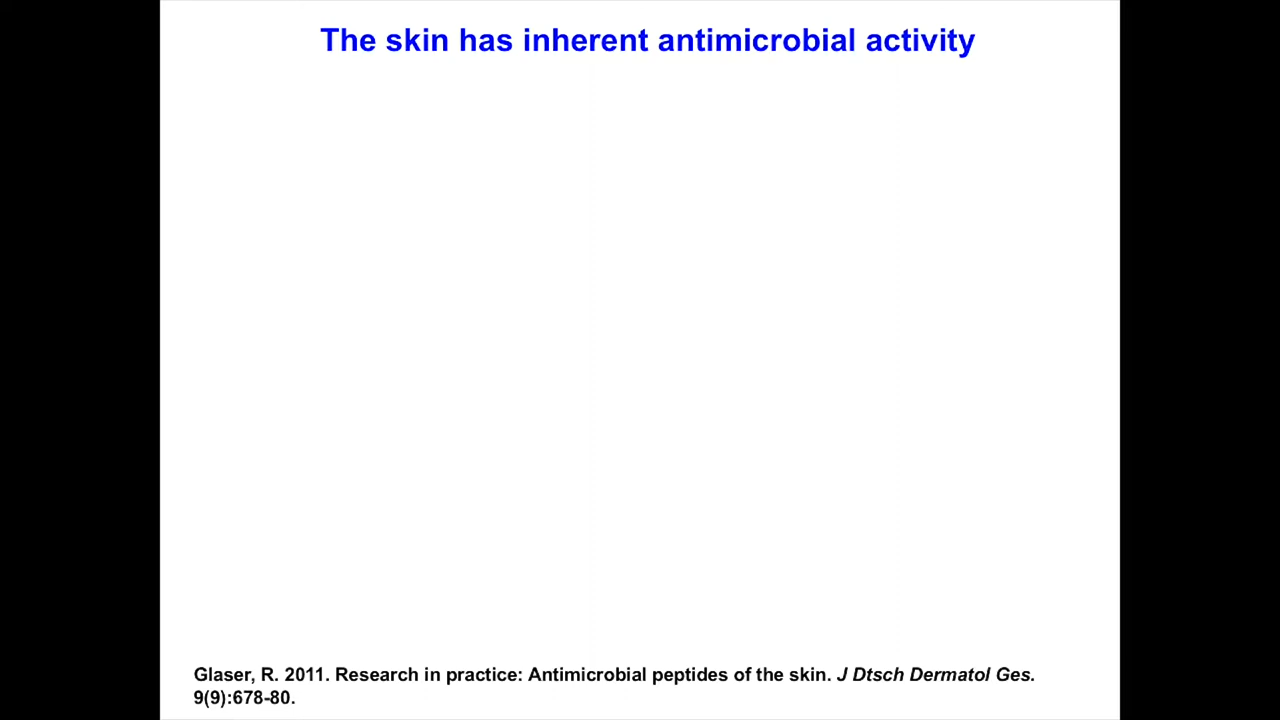 The skin has inherent antimicrobial activity
Glaser, R. 2011. Research in practice: Antimicrobial peptides of the skin. J Dtsch Dermatol Ges.
9(9):678-80.